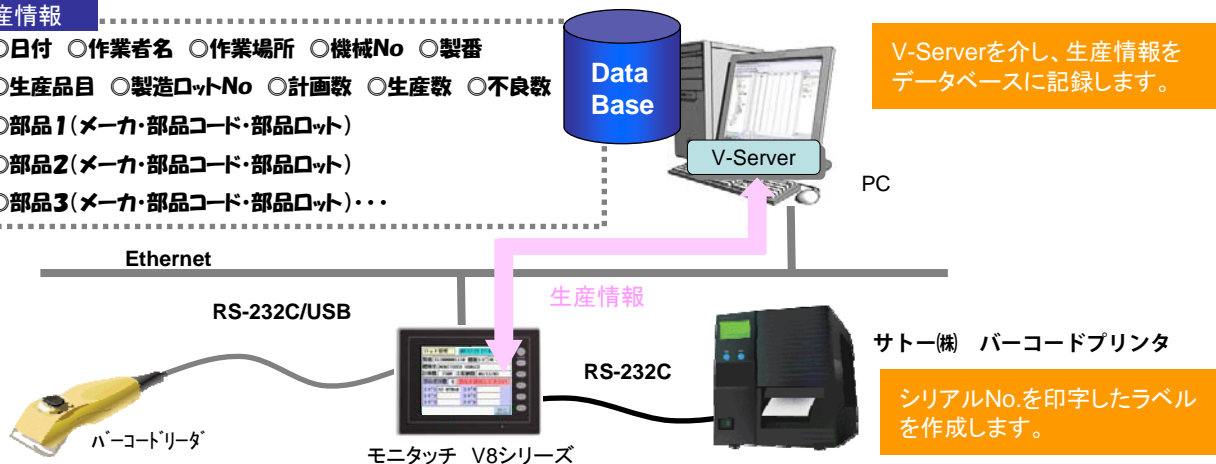 産情報
○日付 ○作業者名 ○作業場所 ○機械No ○製番
○生産品目 ○製造ロットNo ○計画数 ○生産数 ○不良数
○部品1(メーカ・部品コード・部品ロット)
○部品2(メーカ・部品コード・部品ロット)
○部品3(メーカ・部品コード・部品ロット)・・・
Data
Base
V-Server
PC
V-Serverを介し、生産情報を
データベースに記録します。
Ethernet
生産情報
RS-232C/USB
RS-232C
サトー㈱ バーコードプリンタ
シリアルNo.を印字したラベル
を作成します。
バーコードリーダ
モニタッチ V8シリーズ